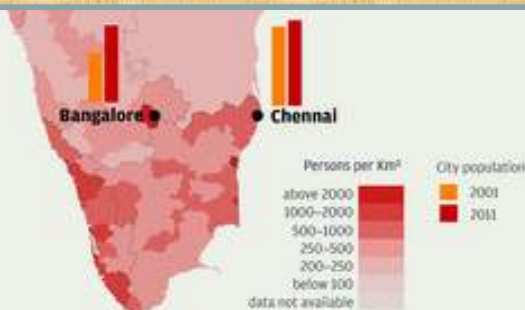 Bangalore
Chennai
Persons per Km²
City population
above 2000
2001
1000–2000
2011
500–1000
250–500
200–250
below 100
data not available